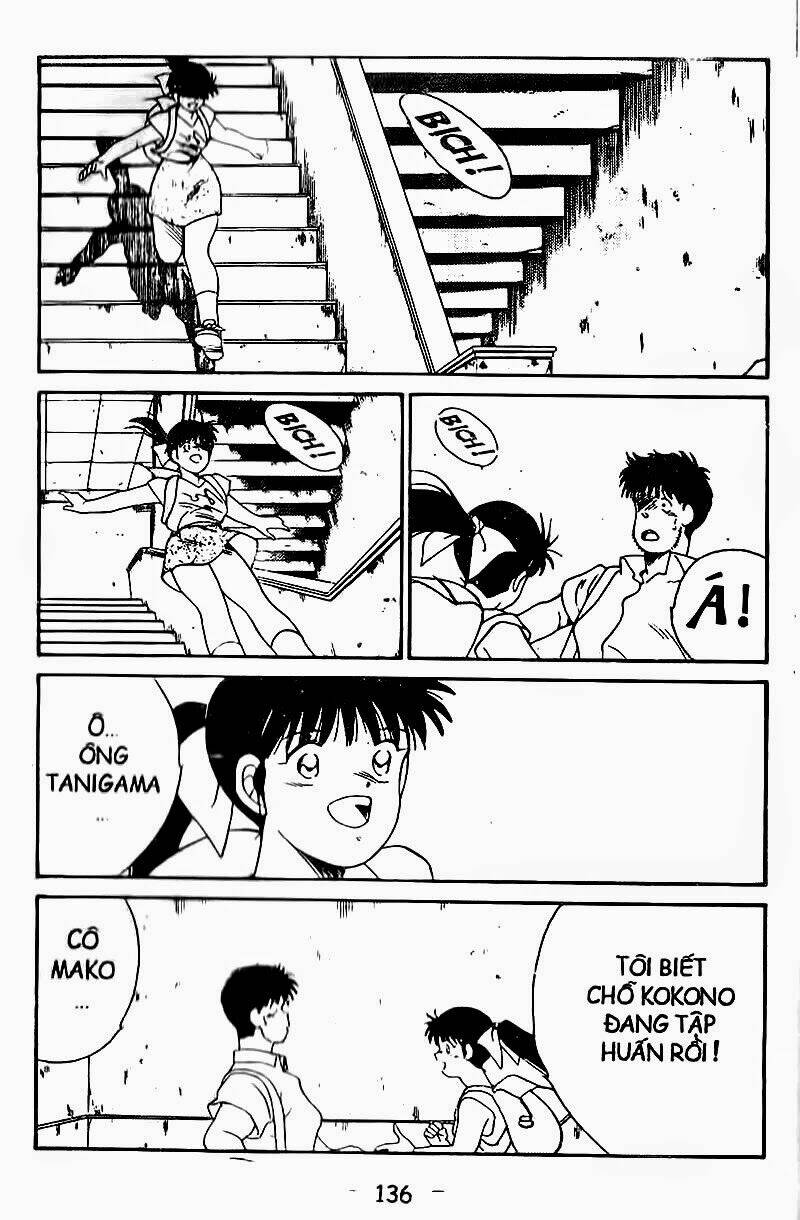 BỊCH!
BỊCH!
BỊCH!
Á!
Ô...
ÔNG
TANIGAMA
...
CÔ
MAKO
...
TÔI BIẾT
CHỖ KOKONO
ĐANG TẬP
HUẤN RỒI!
- 136 -